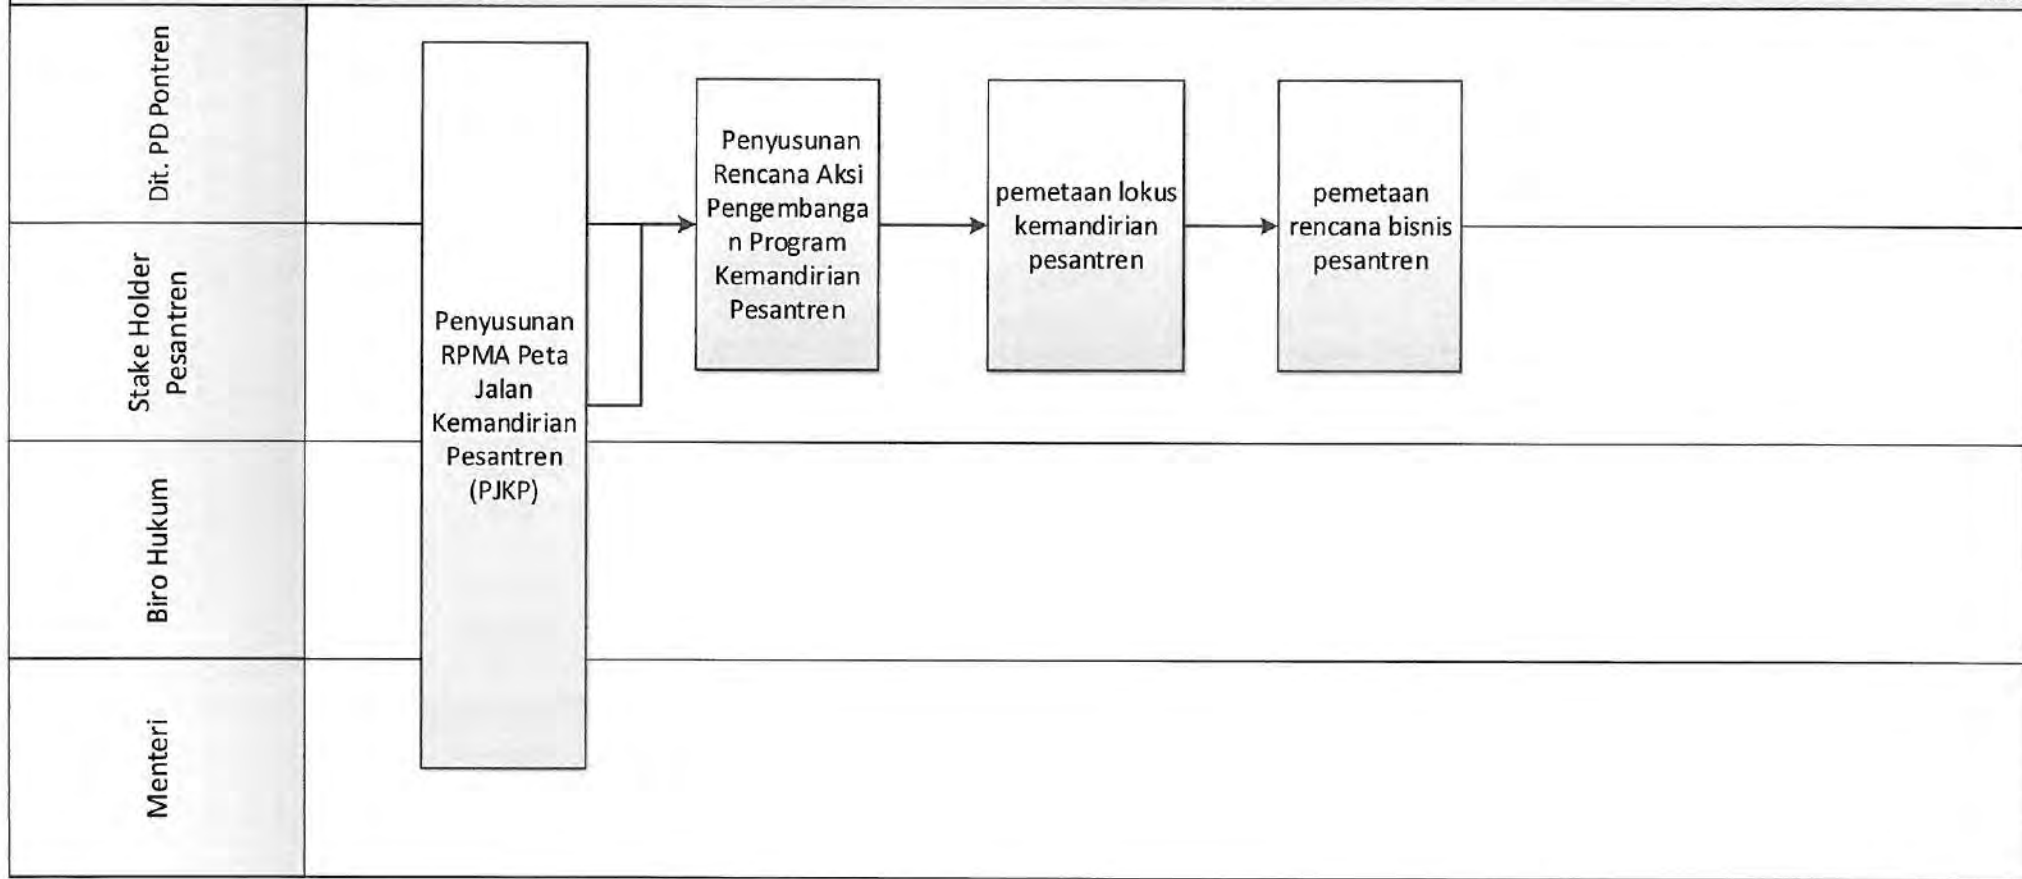 Dit. PD Pontren
Stake Holder
Pesantren
Biro Hukum
Menteri
Penyusunan
RPMA Peta
Jalan
Kemandirian
Pesantren
(PJKP)
Penyusunan
Rencana Aksi
Pengembanga
n Program
Kemandirian
Pesantren
pemetaan lokus
kemandirian
pesantren
pemetaan
rencana bisnis
pesantren